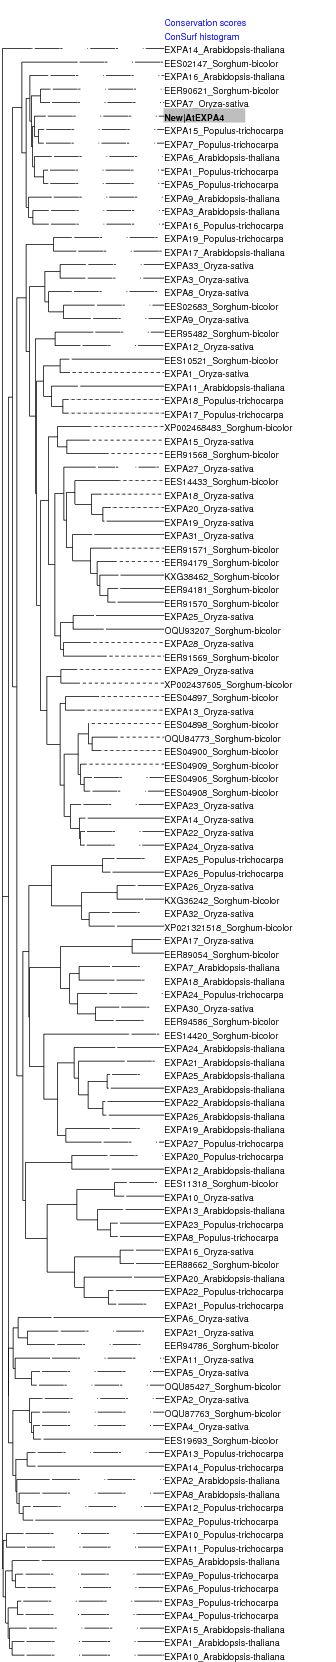 Conservation scores
ConSurf histogram
EXPA14_Arabidopsis-thaliana
EES02147_Sorghum-bicolor
EXPA16_Arabidopsis-thaliana
EER90621_Sorghum-bicolor
EXPA7_Oryza-sativa
New|AtEXPA4
EXPA15_Populus-trichocarpa
EXPA7_Populus-trichocarpa
EXPA6_Arabidopsis-thaliana
EXPA1_Populus-trichocarpa
EXPA5_Populus-trichocarpa
EXPA9_Arabidopsis-thaliana
EXPA3_Arabidopsis-thaliana
EXPA16_Populus-trichocarpa
EXPA19_Populus-trichocarpa
EXPA17_Arabidopsis-thaliana
EXPA33_Oryza-sativa
EXPA3_Oryza-sativa
EXPA8_Oryza-sativa
EES02683_Sorghum-bicolor
EXPA9_Oryza-sativa
EER95482_Sorghum-bicolor
EXPA12_Oryza-sativa
EES10521_Sorghum-bicolor
EXPA1_Oryza-sativa
EXPA11_Arabidopsis-thaliana
EXPA18_Populus-trichocarpa
EXPA17_Populus-trichocarpa
XP002468483_Sorghum-bicolor
EXPA15_Oryza-sativa
EER91568_Sorghum-bicolor
EXPA27_Oryza-sativa
EES14433_Sorghum-bicolor
EXPA18_Oryza-sativa
EXPA20_Oryza-sativa
EXPA19_Oryza-sativa
EXPA31_Oryza-sativa
EER91571_Sorghum-bicolor
EER94179_Sorghum-bicolor
KXG38462_Sorghum-bicolor
EER94181_Sorghum-bicolor
EER91570_Sorghum-bicolor
EXPA25_Oryza-sativa
OQU93207_Sorghum-bicolor
EXPA28_Oryza-sativa
EER91569_Sorghum-bicolor
EXPA29_Oryza-sativa
XP002437605_Sorghum-bicolor
EES04897_Sorghum-bicolor
EXPA13_Oryza-sativa
EES04898_Sorghum-bicolor
OQU84773_Sorghum-bicolor
EES04900_Sorghum-bicolor
EES04909_Sorghum-bicolor
EES04906_Sorghum-bicolor
EES04908_Sorghum-bicolor
EXPA23_Oryza-sativa
EXPA14_Oryza-sativa
EXPA22_Oryza-sativa
EXPA24_Oryza-sativa
EXPA25_Populus-trichocarpa
EXPA26_Populus-trichocarpa
EXPA26_Oryza-sativa
KXG36242_Sorghum-bicolor
EXPA32_Oryza-sativa
XP021321518_Sorghum-bicolor
EXPA17_Oryza-sativa
EER89054_Sorghum-bicolor
EXPA7_Arabidopsis-thaliana
EXPA18_Arabidopsis-thaliana
EXPA24_Populus-trichocarpa
EXPA30_Oryza-sativa
EER94586_Sorghum-bicolor
EES14420_Sorghum-bicolor
EXPA24_Arabidopsis-thaliana
EXPA21_Arabidopsis-thaliana
EXPA25_Arabidopsis-thaliana
EXPA23_Arabidopsis-thaliana
EXPA22_Arabidopsis-thaliana
EXPA26_Arabidopsis-thaliana
EXPA19_Arabidopsis-thaliana
EXPA27_Populus-trichocarpa
EXPA20_Populus-trichocarpa
EXPA12_Arabidopsis-thaliana
EES11318_Sorghum-bicolor
EXPA10_Oryza-sativa
EXPA13_Arabidopsis-thaliana
EXPA23_Populus-trichocarpa
EXPA8_Populus-trichocarpa
EXPA16_Oryza-sativa
EER88662_Sorghum-bicolor
EXPA20_Arabidopsis-thaliana
EXPA22_Populus-trichocarpa
EXPA21_Populus-trichocarpa
EXPA6_Oryza-sativa
EXPA21_Oryza-sativa
EER94786_Sorghum-bicolor
EXPA11_Oryza-sativa
EXPA5_Oryza-sativa
OQU85427_Sorghum-bicolor
EXPA2_Oryza-sativa
OQU87763_Sorghum-bicolor
EXPA4_Oryza-sativa
EES19693_Sorghum-bicolor
EXPA13_Populus-trichocarpa
EXPA14_Populus-trichocarpa
EXPA2_Arabidopsis-thaliana
EXPA8_Arabidopsis-thaliana
EXPA12_Populus-trichocarpa
EXPA2_Populus-trichocarpa
EXPA10_Populus-trichocarpa
EXPA11_Populus-trichocarpa
EXPA5_Arabidopsis-thaliana
EXPA9_Populus-trichocarpa
EXPA6_Populus-trichocarpa
EXPA3_Populus-trichocarpa
EXPA4_Populus-trichocarpa
EXPA15_Arabidopsis-thaliana
EXPA1_Arabidopsis-thaliana
EXPA10_Arabidopsis-thaliana